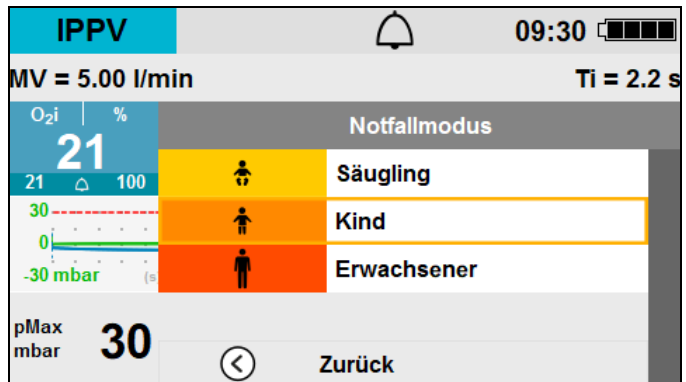 IPPV 09:30
MV = 5.00 l/min Ti = 2.2 s
O₂i % Notfallmodus
21
21 100
Säugling
30
Kind
0
Erwachsener
-30 mbar (s
pMax
mbar 30
Zurück